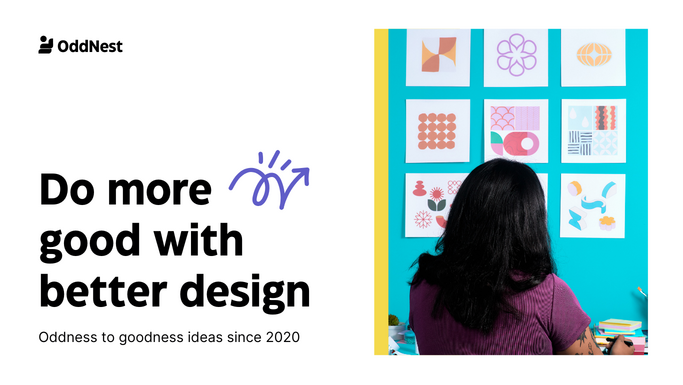 OddNest
Do more
good with
better design
Oddness to goodness ideas since 2020